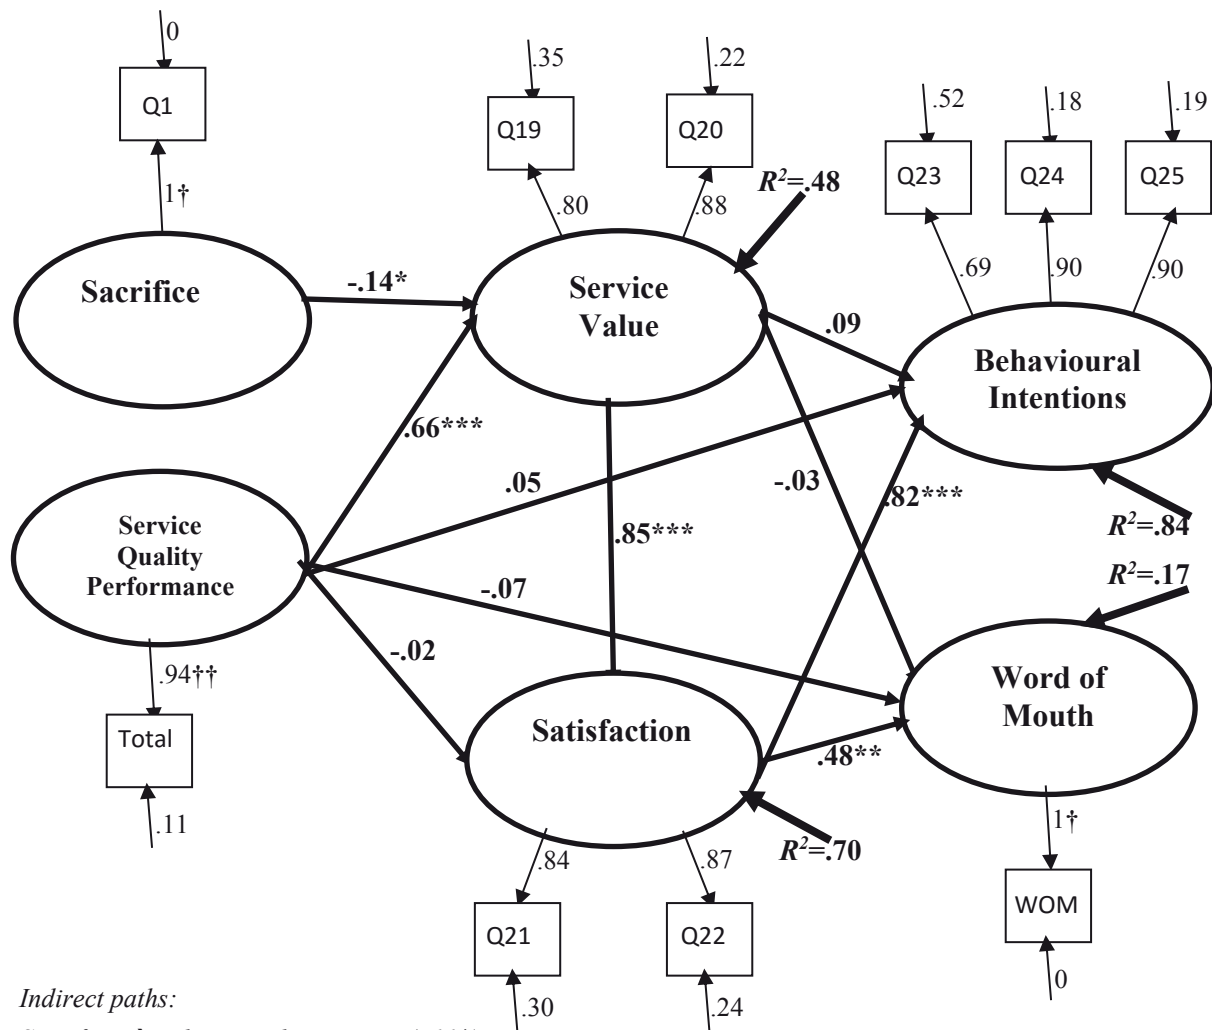 0
Q1
1†
Sacrifice
-.14*
.35
Q19
.80
.22
Q20
.88
R²=.48
Service
Value
.09
.52
Q23
.69
.18
Q24
.90
.19
Q25
.90
Behavioural
Intentions
R²=.84
.66***
.05
-.03
.82***
.85***
Service
Quality
Performance
.94††
Total
.11
-.07
-.02
R²=.17
Word of
Mouth
1†
WOM
0
Satisfaction
.48**
R²=.70
.84
Q21
.30
.87
Q22
.24
Indirect paths: